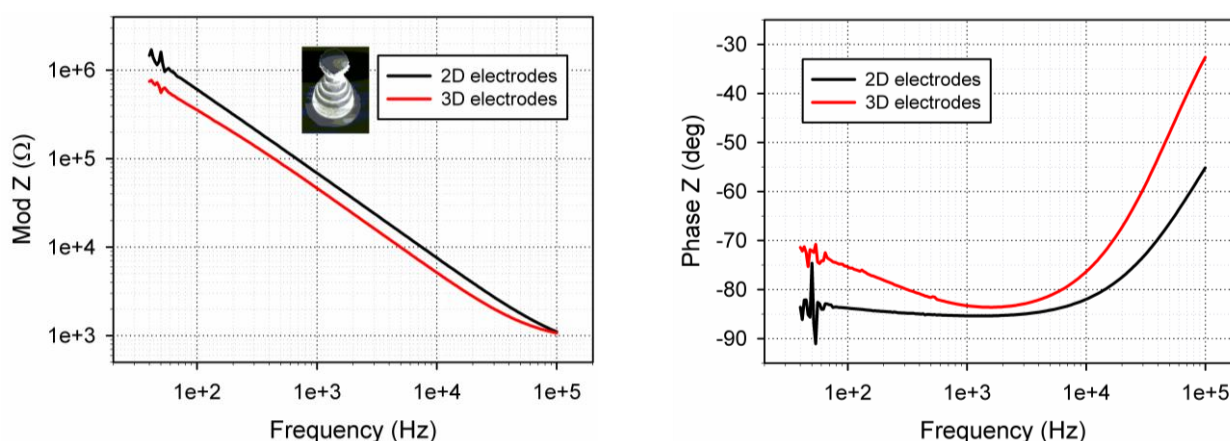 Mod Z (Ω)
1e+6
1e+5
1e+4
1e+3
1e+2
1e+3
1e+4
1e+5
Frequency (Hz)
2D electrodes
3D electrodes
Phase Z (deg)
-30
-40
-50
-60
-70
-80
-90
1e+2
1e+3
1e+4
1e+5
Frequency (Hz)
2D electrodes
3D electrodes